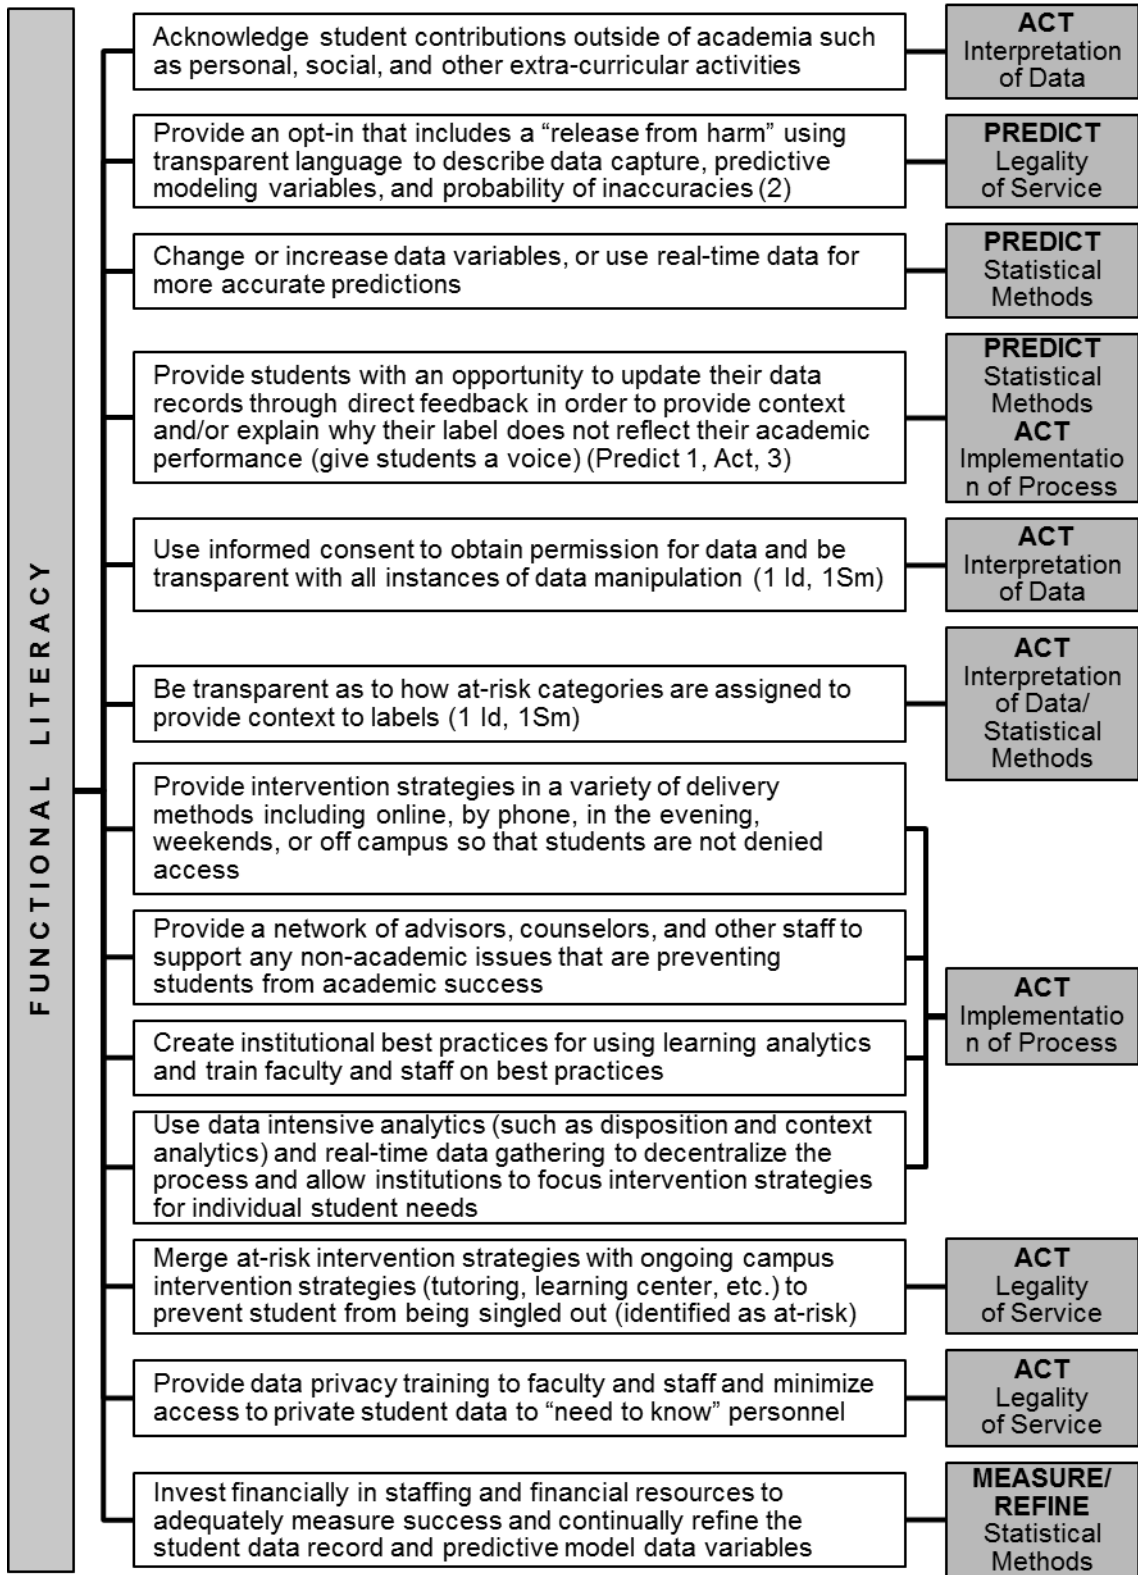 FUNCTIONAL LITERACY
Acknowledge student contributions outside of academia such
as personal, social, and other extra-curricular activities
ACT
Interpretation
of Data
Provide an opt-in that includes a “release from harm” using
transparent language to describe data capture, predictive
modeling variables, and probability of inaccuracies (2)
PREDICT
Legality
of Service
Change or increase data variables, or use real-time data for
more accurate predictions
PREDICT
Statistical
Methods
Provide students with an opportunity to update their data
records through direct feedback in order to provide context
and/or explain why their label does not reflect their academic
performance (give students a voice) (Predict 1, Act, 3)
PREDICT
Statistical
Methods
ACT
Implementatio
n of Process
Use informed consent to obtain permission for data and be
transparent with all instances of data manipulation (1 Id, 1Sm)
ACT
Interpretation
of Data
Be transparent as to how at-risk categories are assigned to
provide context to labels (1 Id, 1Sm)
ACT
Interpretation
of Data/
Statistical
Methods
Provide intervention strategies in a variety of delivery
methods including online, by phone, in the evening,
weekends, or off campus so that students are not denied
access
Provide a network of advisors, counselors, and other staff to
support any non-academic issues that are preventing
students from academic success
Create institutional best practices for using learning analytics
and train faculty and staff on best practices
Use data intensive analytics (such as disposition and context
analytics) and real-time data gathering to decentralize the
process and allow institutions to focus intervention strategies
for individual student needs
ACT
Implementatio
n of Process
Merge at-risk intervention strategies with ongoing campus
intervention strategies (tutoring, learning center, etc.) to
prevent student from being singled out (identified as at-risk)
ACT
Legality
of Service
Provide data privacy training to faculty and staff and minimize
access to private student data to “need to know” personnel
ACT
Legality
of Service
Invest financially in staffing and financial resources to
adequately measure success and continually refine the
student data record and predictive model data variables
MEASURE/
REFINE
Statistical
Methods